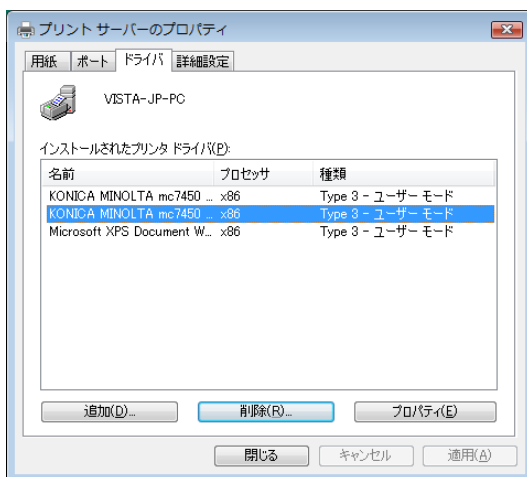 プリント サーバーのプロパティ
用紙 ポート ドライバ 詳細設定
VISTA-JP-PC
インストールされたプリンタ ドライバ(P):
名前 プロセッサ 種類
KONICA MINOLTA mc7450 ... x86 Type 3 - ユーザー モード
KONICA MINOLTA mc7450 ... x86 Type 3 - ユーザー モード
Microsoft XPS Document W... x86 Type 3 - ユーザー モード
追加(D)... 削除(R)... プロパティ(E)
閉じる キャンセル 適用(A)